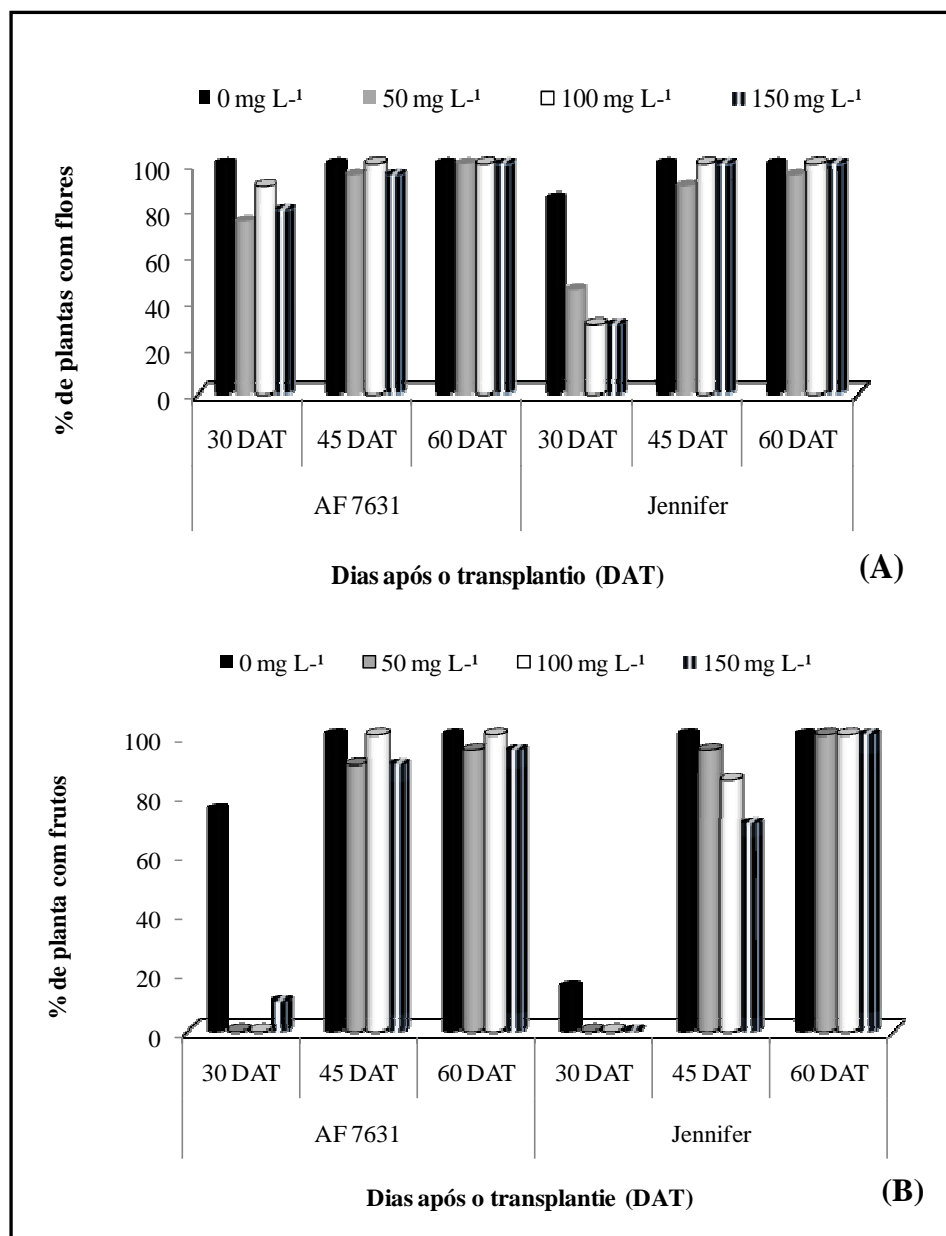 0 mg L-¹ 50 mg L-¹ 100 mg L-¹ 150 mg L-¹
% de plantas com flores
100
80
60
40
20
0
30 DAT 45 DAT 60 DAT 30 DAT 45 DAT 60 DAT
AF 7631 Jennifer
Dias após o transplantio (DAT)
(A)
0 mg L-¹ 50 mg L-¹ 100 mg L-¹ 150 mg L-¹
% de planta com frutos
100
80
60
40
20
0
30 DAT 45 DAT 60 DAT 30 DAT 45 DAT 60 DAT
AF 7631 Jennifer
Dias após o transplantie (DAT)
(B)